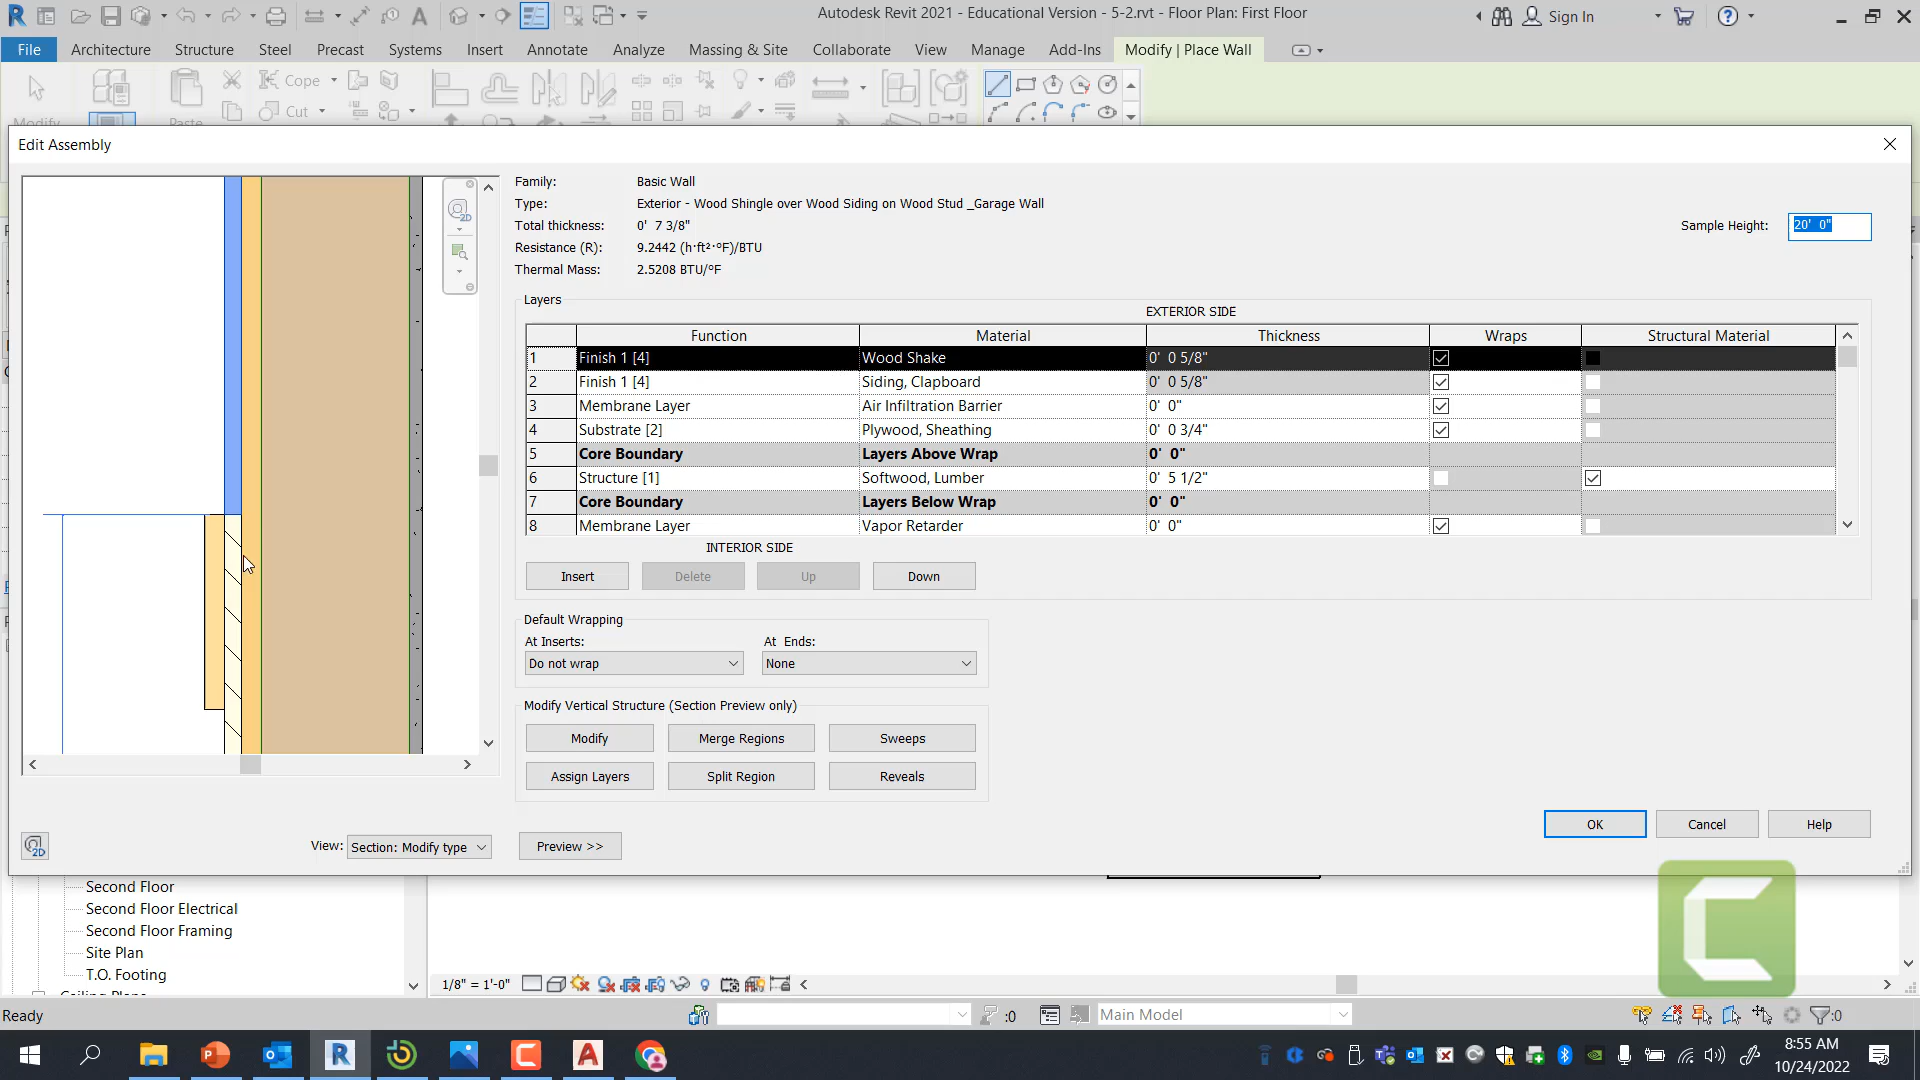 Autodesk Revit 2021 - Educational Version - 5-2.rvt - Floor Plan: First Floor
Sign In
File Architecture Structure Steel Precast Systems Insert Annotate Analyze Massing & Site Collaborate View Manage Add-Ins Modify | Place Wall
Cope
Cut
Modify
Paste
Edit Assembly
Family: Basic Wall
Type: Exterior - Wood Shingle over Wood Siding on Wood Stud _Garage Wall
Total thickness: 0' 7 3/8"
Sample Height: 20' 0"
Resistance (R): 9.2442 (h·ft²·°F)/BTU
Thermal Mass: 2.5208 BTU/°F
Layers
EXTERIOR SIDE
Function Material Thickness Wraps Structural Material
1 Finish 1 [4] Wood Shake 0' 0 5/8"
2 Finish 1 [4] Siding, Clapboard 0' 0 5/8"
3 Membrane Layer Air Infiltration Barrier 0' 0"
4 Substrate [2] Plywood, Sheathing 0' 0 3/4"
5 Core Boundary Layers Above Wrap 0' 0"
6 Structure [1] Softwood, Lumber 0' 5 1/2"
7 Core Boundary Layers Below Wrap 0' 0"
8 Membrane Layer Vapor Retarder 0' 0"
INTERIOR SIDE
Insert Delete Up Down
Default Wrapping
At Inserts: At Ends:
Do not wrap None
Modify Vertical Structure (Section Preview only)
Modify Merge Regions Sweeps
Assign Layers Split Region Reveals
OK Cancel Help
View: Section: Modify type Preview >>
2D
2D
Second Floor
Second Floor Electrical
Second Floor Framing
Site Plan
T.O. Footing
1/8" = 1'-0"
Ready
:0
Main Model
:0
8:55 AM
10/24/2022